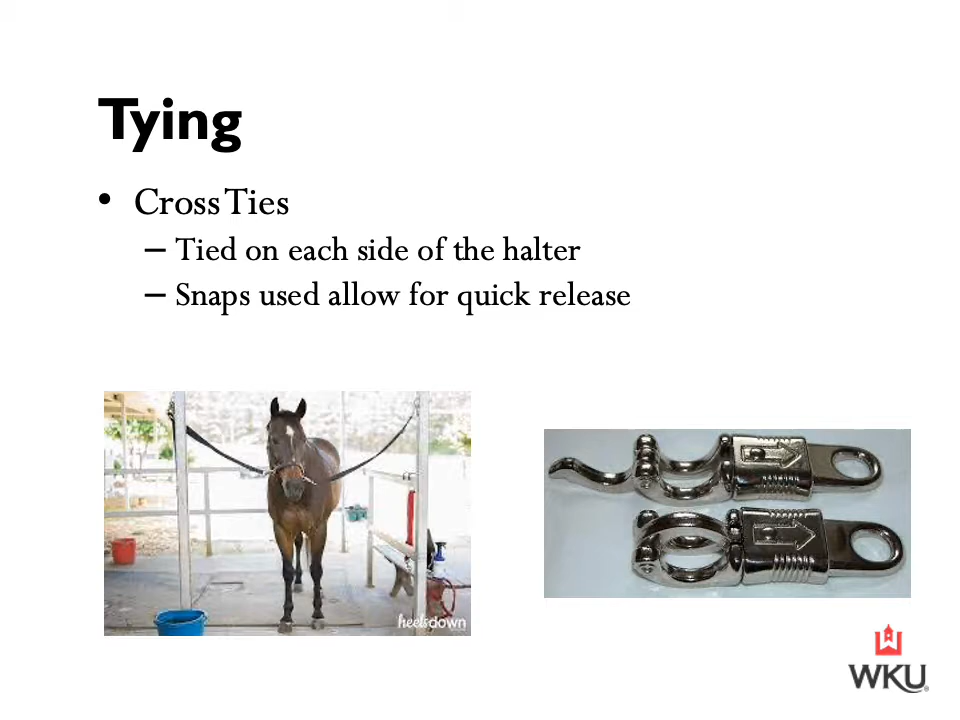 Tying
• Cross Ties
– Tied on each side of the halter
– Snaps used allow for quick release
heelsdown
WKU®